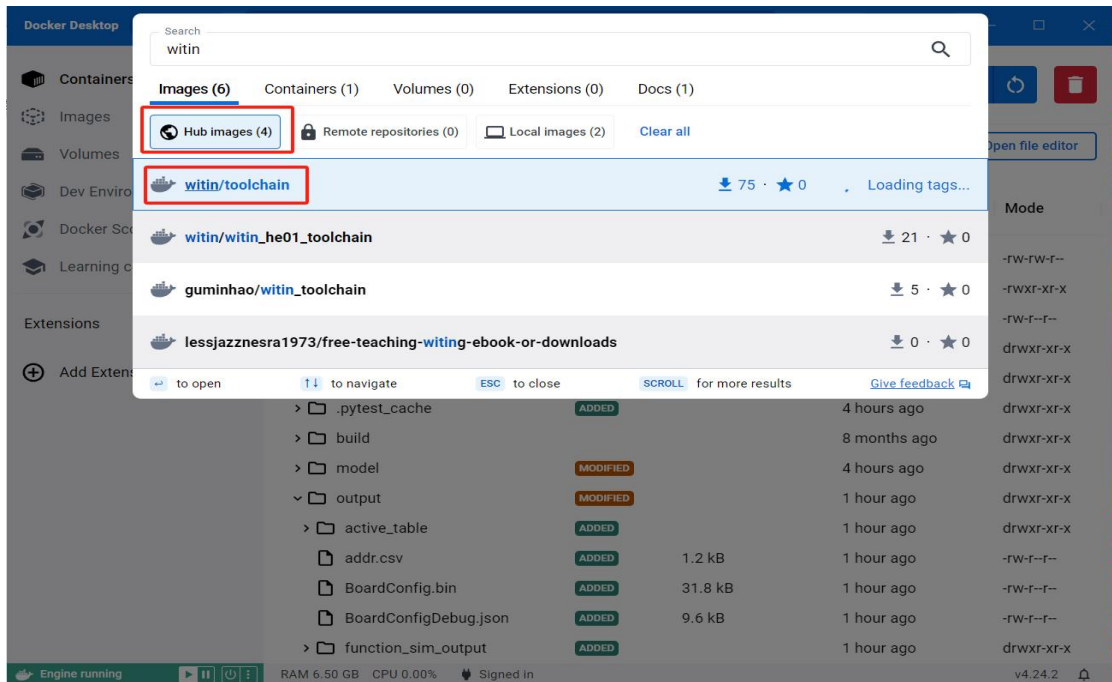 Docker Desktop
Search
witin
Images (6) Containers (1) Volumes (0) Extensions (0) Docs (1)
Hub images (4) Remote repositories (0) Local images (2) Clear all
witin/toolchain 75 · 0 Loading tags...
witin/witin_he01_toolchain 21 · 0
guminhao/witin_toolchain 5 · 0
lessjazznesra1973/free-teaching-witing-ebook-or-downloads 0 · 0
to open to navigate ESC to close SCROLL for more results Give feedback
Containers
Images
Volumes
Dev Enviro
Docker Sco
Learning c
Extensions
Add Extens
Open file editor
Mode
-rw-rw-r--
-rwxr-xr-x
-rw-r--r--
drwxr-xr-x
drwxr-xr-x
.pytest_cache ADDED 4 hours ago drwxr-xr-x
build 8 months ago drwxr-xr-x
model MODIFIED 4 hours ago drwxr-xr-x
output MODIFIED 1 hour ago drwxr-xr-x
active_table ADDED 1 hour ago drwxr-xr-x
addr.csv ADDED 1.2 kB 1 hour ago -rw-r--r--
BoardConfig.bin ADDED 31.8 kB 1 hour ago -rw-r--r--
BoardConfigDebug.json ADDED 9.6 kB 1 hour ago -rw-r--r--
function_sim_output ADDED 1 hour ago drwxr-xr-x
Engine running RAM 6.50 GB CPU 0.00% Signed in v4.24.2